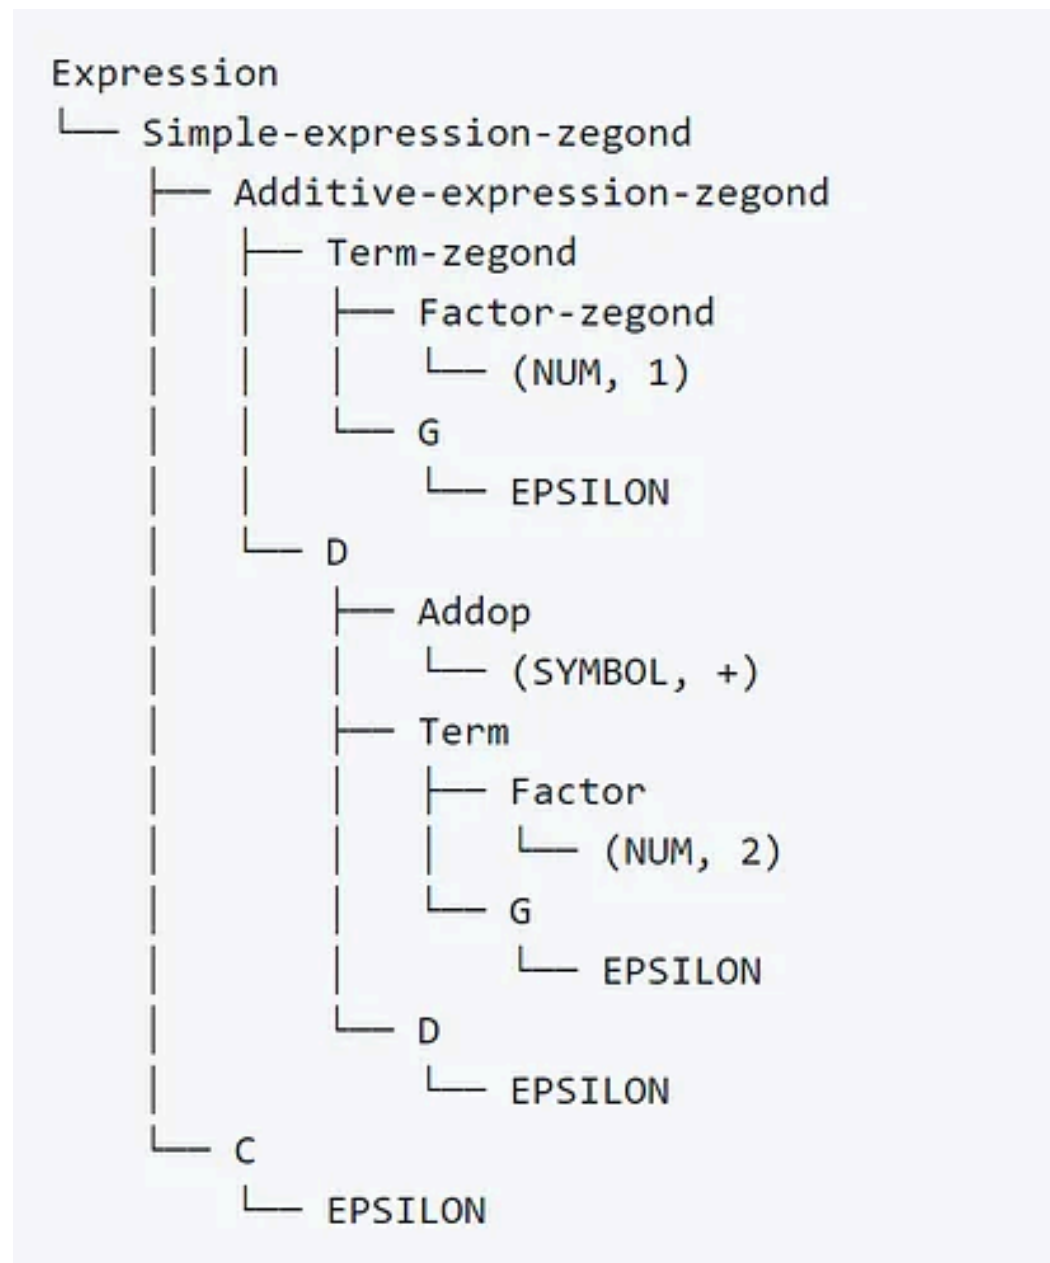 Expression
└── Simple-expression-zegond
    ├── Additive-expression-zegond
    │   ├── Term-zegond
    │   │   ├── Factor-zegond
    │   │   │   └── (NUM, 1)
    │   │   └── G
    │   │       └── EPSILON
    │   └── D
    │       ├── Addop
    │       │   └── (SYMBOL, +)
    │       ├── Term
    │       │   ├── Factor
    │       │   │   └── (NUM, 2)
    │       │   └── G
    │       │       └── EPSILON
    │       └── D
    │           └── EPSILON
    └── C
        └── EPSILON